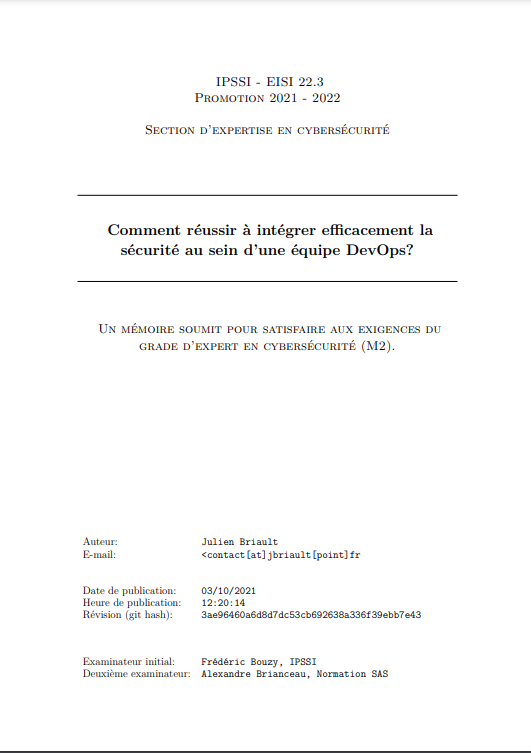 IPSSI - EISI 22.3
Promotion 2021 - 2022
Section d'expertise en cybersécurité
Comment réussir à intégrer efficacement la
sécurité au sein d'une équipe DevOps?
Un mémoire soumit pour satisfaire aux exigences du
grade d'expert en cybersécurité (M2).
Auteur: Julien Briault
E-mail: <contact[at]jbriault[point]fr
Date de publication: 03/10/2021
Heure de publication: 12:20:14
Révision (git hash): 3ae96460a6d8d7dc53cb692638a336f39ebb7e43
Examinateur initial: Frédéric Bouzy, IPSSI
Deuxième examinateur: Alexandre Brianceau, Normation SAS